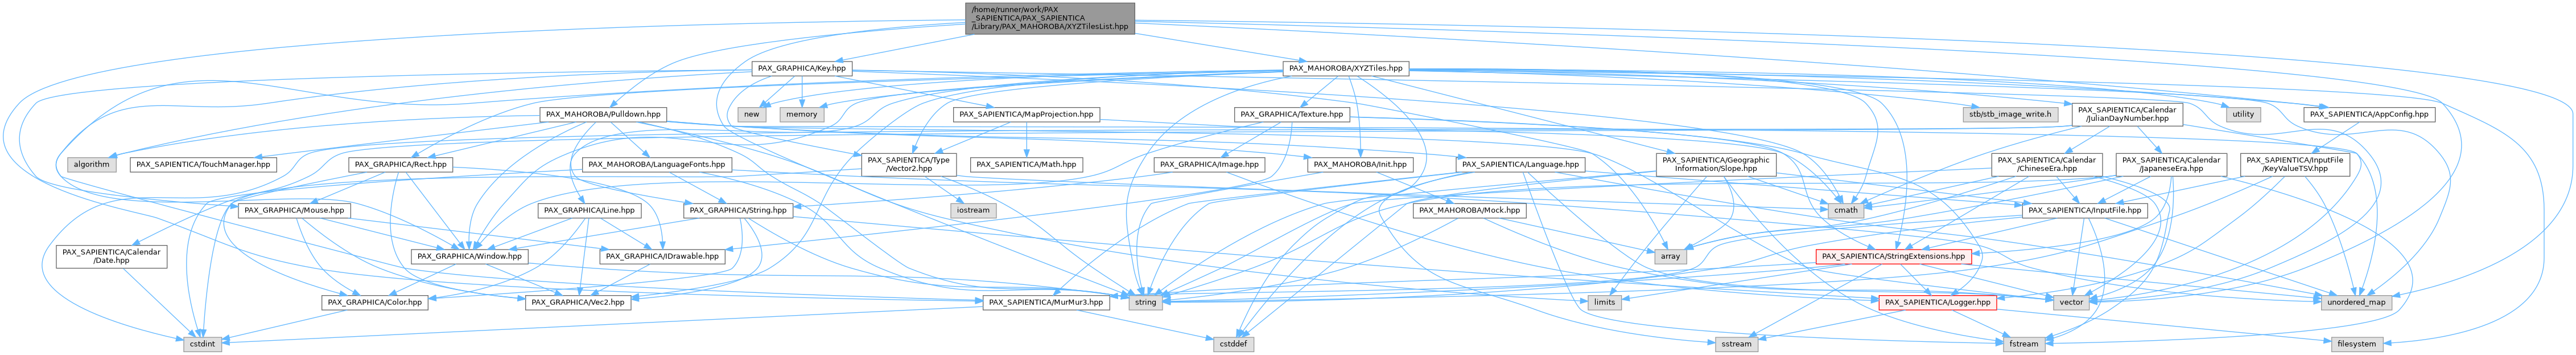 /home/runner/work/PAX
_SAPIENTICA/PAX_SAPIENTICA
/Library/PAX_MAHOROBA/XYZTilesList.hpp
PAX_GRAPHICA/Key.hpp
PAX_MAHOROBA/XYZTiles.hpp
PAX_MAHOROBA/Pulldown.hpp
new
memory
PAX_SAPIENTICA/MapProjection.hpp
PAX_GRAPHICA/Texture.hpp
stb/stb_image_write.h
PAX_SAPIENTICA/Calendar
/JulianDayNumber.hpp
utility
PAX_SAPIENTICA/AppConfig.hpp
algorithm
PAX_SAPIENTICA/TouchManager.hpp
PAX_GRAPHICA/Rect.hpp
PAX_MAHOROBA/LanguageFonts.hpp
PAX_SAPIENTICA/Type
/Vector2.hpp
PAX_SAPIENTICA/Math.hpp
PAX_GRAPHICA/Image.hpp
PAX_MAHOROBA/Init.hpp
PAX_SAPIENTICA/Language.hpp
PAX_SAPIENTICA/Geographic
Information/Slope.hpp
PAX_SAPIENTICA/Calendar
/ChineseEra.hpp
PAX_SAPIENTICA/Calendar
/JapaneseEra.hpp
PAX_SAPIENTICA/InputFile
/KeyValueTSV.hpp
PAX_GRAPHICA/Mouse.hpp
PAX_GRAPHICA/Line.hpp
PAX_GRAPHICA/String.hpp
iostream
PAX_MAHOROBA/Mock.hpp
cmath
PAX_SAPIENTICA/InputFile.hpp
PAX_SAPIENTICA/Calendar
/Date.hpp
PAX_GRAPHICA/Window.hpp
PAX_GRAPHICA/IDrawable.hpp
array
PAX_SAPIENTICA/StringExtensions.hpp
PAX_GRAPHICA/Color.hpp
PAX_GRAPHICA/Vec2.hpp
PAX_SAPIENTICA/MurMur3.hpp
string
limits
PAX_SAPIENTICA/Logger.hpp
vector
unordered_map
cstdint
cstddef
sstream
fstream
filesystem